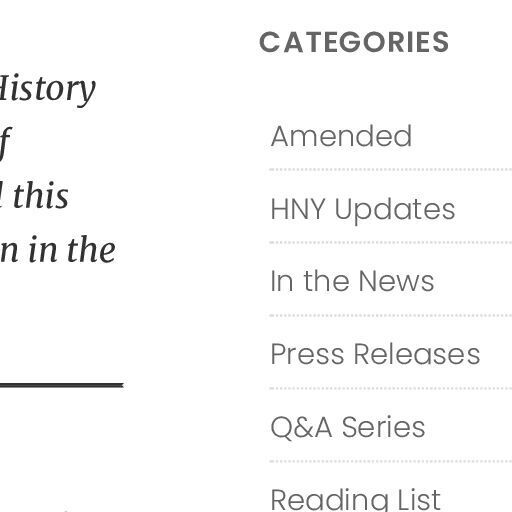 History
f
this
n in the
CATEGORIES
Amended
HNY Updates
In the News
Press Releases
Q&A Series
Reading List